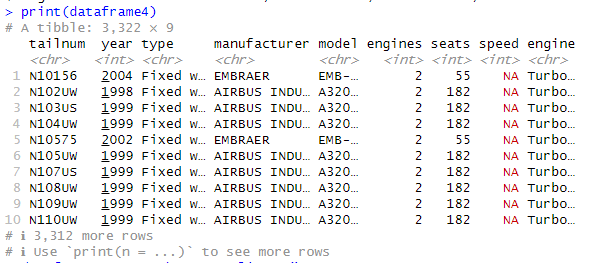 > print(dataframe4)
# A tibble: 3,322 × 9
   tailnum  year type     manufacturer model engines seats speed engine
   <chr>   <int> <chr>    <chr>        <chr>   <int> <int> <int> <chr>
 1 N10156   2004 Fixed w… EMBRAER      EMB-…       2    55    NA Turbo…
 2 N102UW   1998 Fixed w… AIRBUS INDU… A320…       2   182    NA Turbo…
 3 N103US   1999 Fixed w… AIRBUS INDU… A320…       2   182    NA Turbo…
 4 N104UW   1999 Fixed w… AIRBUS INDU… A320…       2   182    NA Turbo…
 5 N10575   2002 Fixed w… EMBRAER      EMB-…       2    55    NA Turbo…
 6 N105UW   1999 Fixed w… AIRBUS INDU… A320…       2   182    NA Turbo…
 7 N107US   1999 Fixed w… AIRBUS INDU… A320…       2   182    NA Turbo…
 8 N108UW   1999 Fixed w… AIRBUS INDU… A320…       2   182    NA Turbo…
 9 N109UW   1999 Fixed w… AIRBUS INDU… A320…       2   182    NA Turbo…
10 N110UW   1999 Fixed w… AIRBUS INDU… A320…       2   182    NA Turbo…
# ℹ 3,312 more rows
# ℹ Use `print(n = ...)` to see more rows